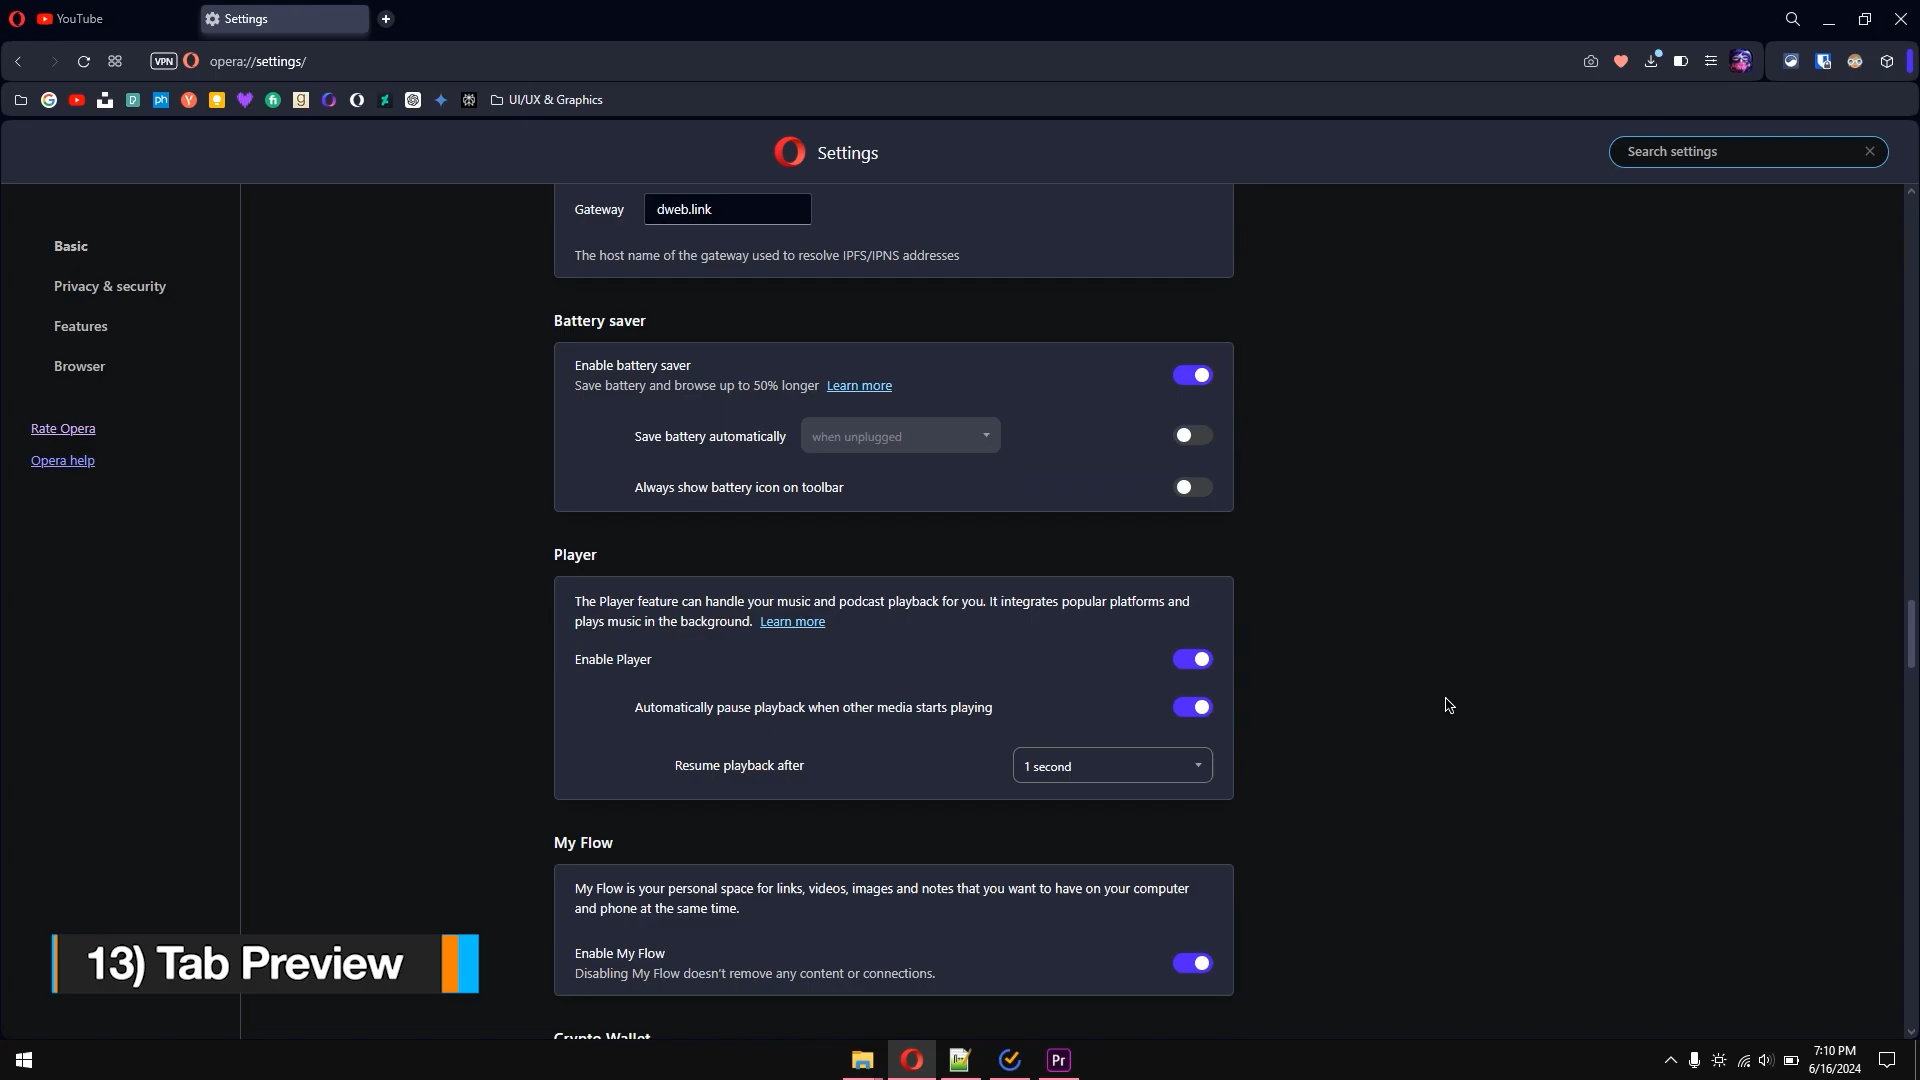 YouTube
Settings
VPN
opera://settings/
UI/UX & Graphics
Settings
Search settings
Gateway
dweb.link
The host name of the gateway used to resolve IPFS/IPNS addresses
Basic
Privacy & security
Features
Browser
Rate Opera
Opera help
Battery saver
Enable battery saver
Save battery and browse up to 50% longer Learn more
Save battery automatically
when unplugged
Always show battery icon on toolbar
Player
The Player feature can handle your music and podcast playback for you. It integrates popular platforms and
plays music in the background. Learn more
Enable Player
Automatically pause playback when other media starts playing
Resume playback after
1 second
My Flow
My Flow is your personal space for links, videos, images and notes that you want to have on your computer
and phone at the same time.
Enable My Flow
Disabling My Flow doesn't remove any content or connections.
13) Tab Preview
Crypto Wallet
Pr
7:10 PM
6/16/2024